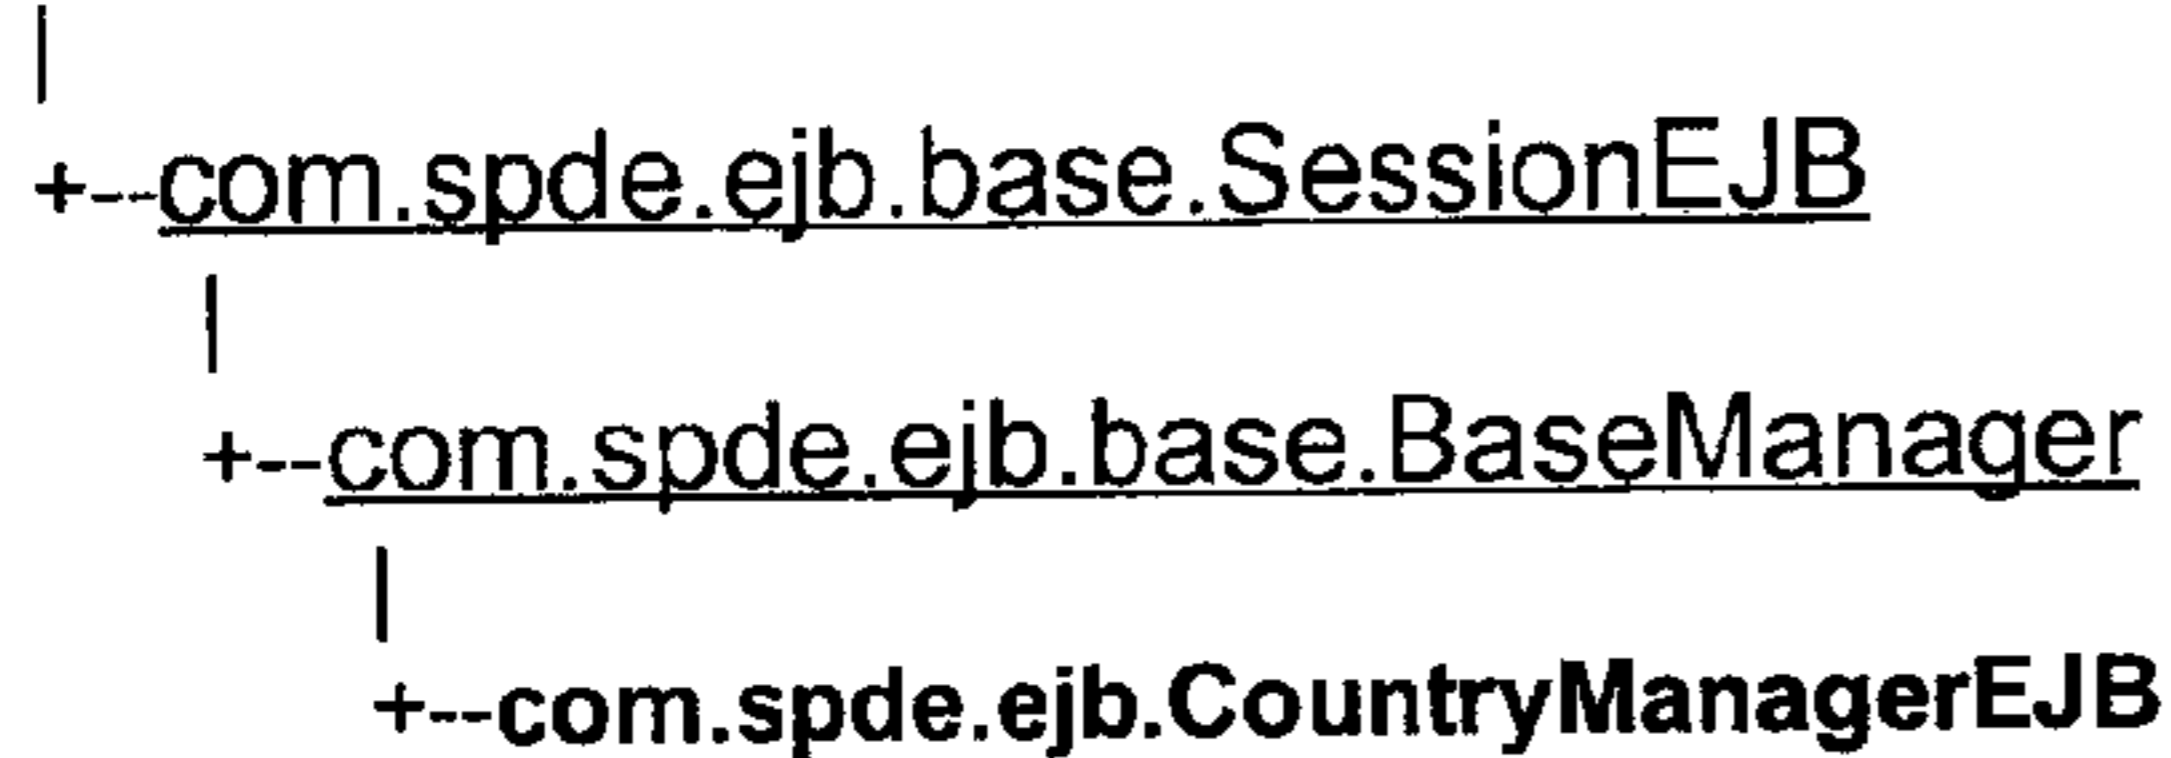 |
+--com.spde.ejb.base.SessionEJB
|
+--com.spde.ejb.base.BaseManager
|
+--com.spde.ejb.CountryManagerEJB